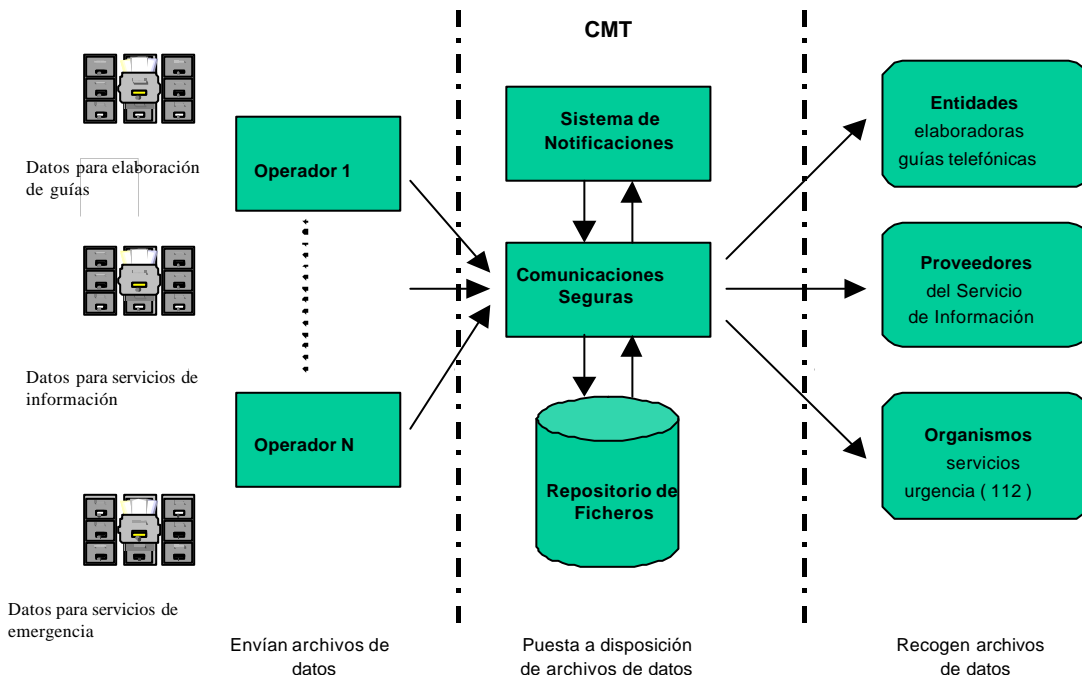 CMT
Datos para elaboración
de guías
Datos para servicios de
información
Datos para servicios de
emergencia
Operador 1
Operador N
Envían archivos de
datos
Sistema de
Notificaciones
Comunicaciones
Seguras
Repositorio de
Ficheros
Puesta a disposición
de archivos de datos
Entidades
elaboradoras
guías telefónicas
Proveedores
del Servicio
de Información
Organismos
servicios
urgencia ( 112 )
Recogen archivos
de datos